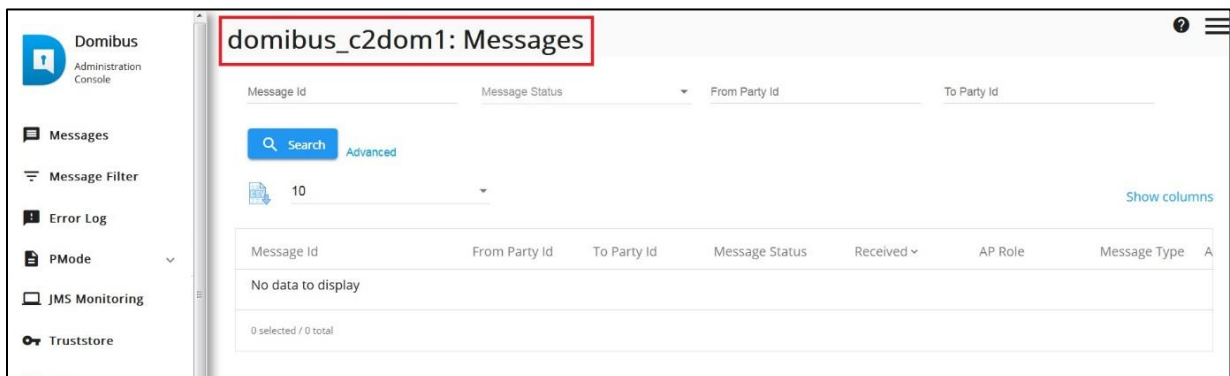 Domibus
Administration
Console
Messages
Message Filter
Error Log
PMode
JMS Monitoring
Truststore
domibus_c2dom1: Messages
?
Message Id
Message Status
From Party Id
To Party Id
Search
Advanced
10
Show columns
Message Id From Party Id To Party Id Message Status Received AP Role Message Type A
No data to display
0 selected / 0 total